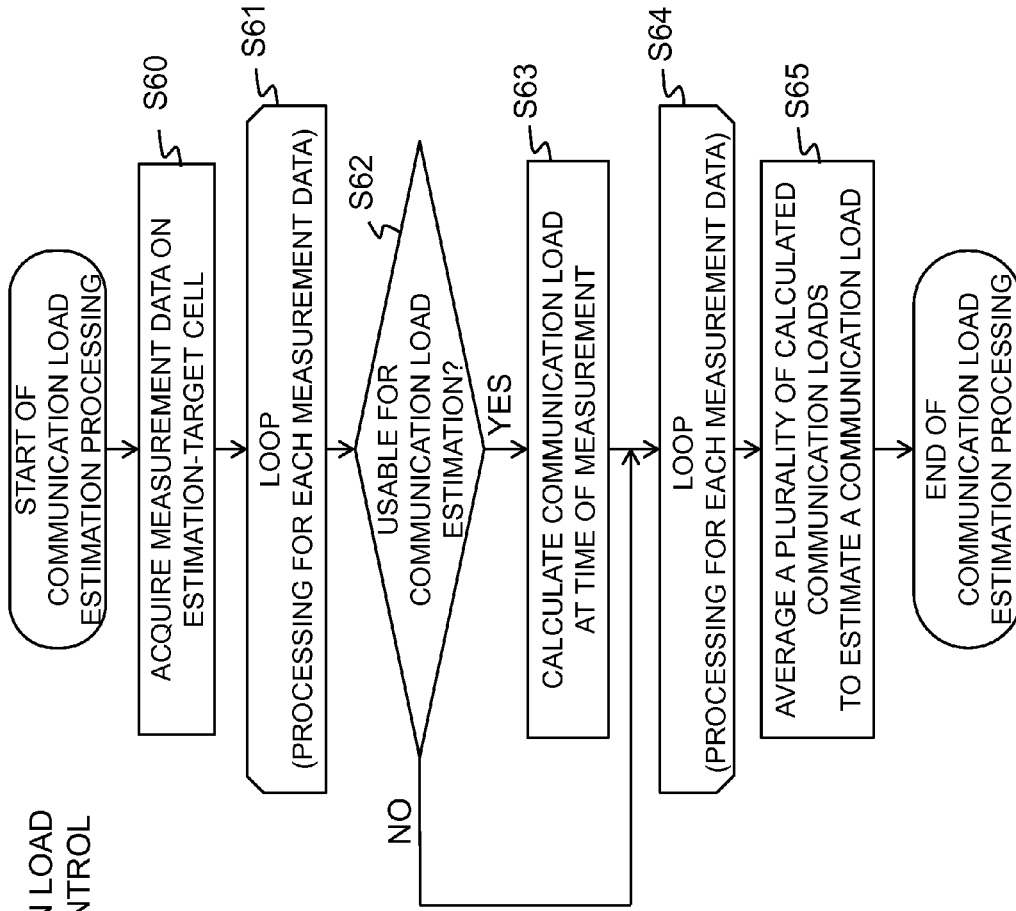 N LOAD
NTROL
START OF
COMMUNICATION LOAD
ESTIMATION PROCESSING
S60
ACQUIRE MEASUREMENT DATA ON
ESTIMATION-TARGET CELL
S61
LOOP
(PROCESSING FOR EACH MEASUREMENT DATA)
S62
USABLE FOR
COMMUNICATION LOAD
ESTIMATION?
NO
YES
S63
CALCULATE COMMUNICATION LOAD
AT TIME OF MEASUREMENT
S64
LOOP
(PROCESSING FOR EACH MEASUREMENT DATA)
S65
AVERAGE A PLURALITY OF CALCULATED
COMMUNICATION LOADS
TO ESTIMATE A COMMUNICATION LOAD
END OF
COMMUNICATION LOAD
ESTIMATION PROCESSING